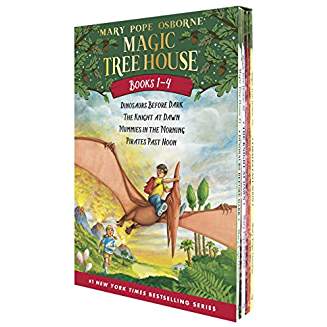 MARY POPE OSBORNE
MAGIC
TREE HOUSE
BOOKS 1-4
DINOSAURS BEFORE DARK
THE KNIGHT AT DAWN
MUMMIES IN THE MORNING
PIRATES PAST NOON
#1 NEW YORK TIMES BESTSELLING SERIES